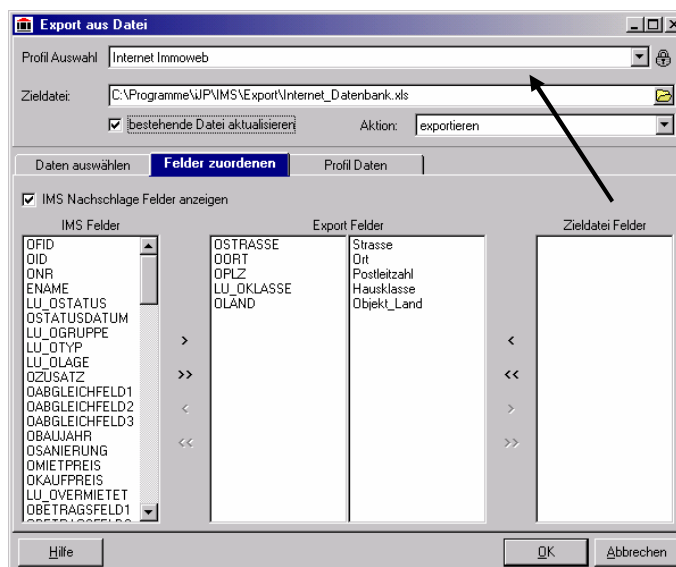 Export aus Datei
Profil Auswahl Internet Immoweb
Zieldatei: C:\Programme\iJP\IMS\Export\Internet_Datenbank.xls
bestehende Datei aktualisieren Aktion: exportieren
Daten auswählen Felder zuordenen Profil Daten
IMS Nachschlage Felder anzeigen
IMS Felder Export Felder Zieldatei Felder
OFID OSTRASSE Strasse
OID OORT Ort
ONR OPLZ Postleitzahl
ENAME LU_OKLASSE Hausklasse
LU_OSTATUS OLAND Objekt_Land
OSTATUSDATUM
LU_OGRUPPE
LU_OTYP > <
LU_OLAGE
OZUSATZ >> <<
OABGLEICHFELD1
OABGLEICHFELD2 < >
OABGLEICHFELD3
OBAUJAHR << >>
OSANIERUNG
OMIETPREIS
OKAUFPREIS
LU_OVERMIETET
OBETRAGSFELD1
Hilfe OK Abbrechen